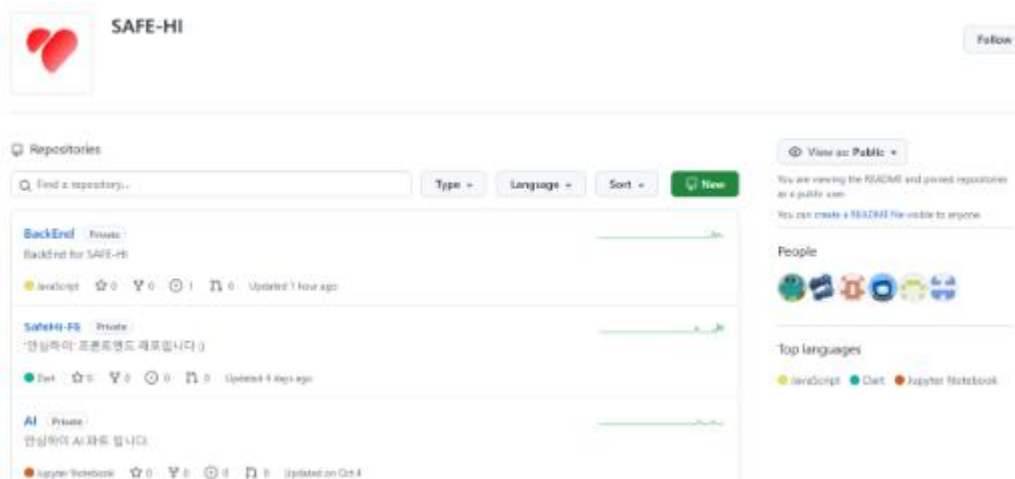 SAFE-HI
Follow
Repositories
Find a repository...
Type
Language
Sort
New
BackEnd Private
BackEnd for SAFE-HI
JavaScript 0 0 1 0 Updated 1 hour ago
SafeHi-FE Private
'안심하이' 프론트엔드 레포입니다 :)
Dart 0 0 0 0 Updated 4 days ago
AI Private
안심하이 AI 파트 입니다.
Jupyter Notebook 0 0 0 0 Updated on Oct 4
View as: Public
You are viewing the README and pinned repositories
as a public user.
You can create a README file visible to anyone.
People
Top languages
JavaScript Dart Jupyter Notebook